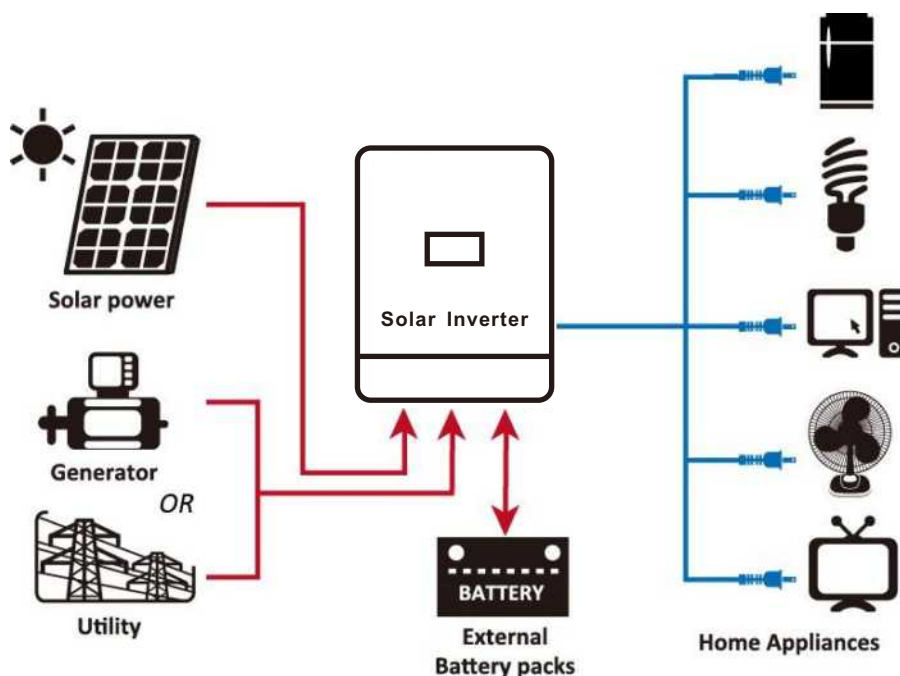 Solar power
Solar Inverter
Generator
OR
Utility
BATTERY
External
Battery packs
Home Appliances